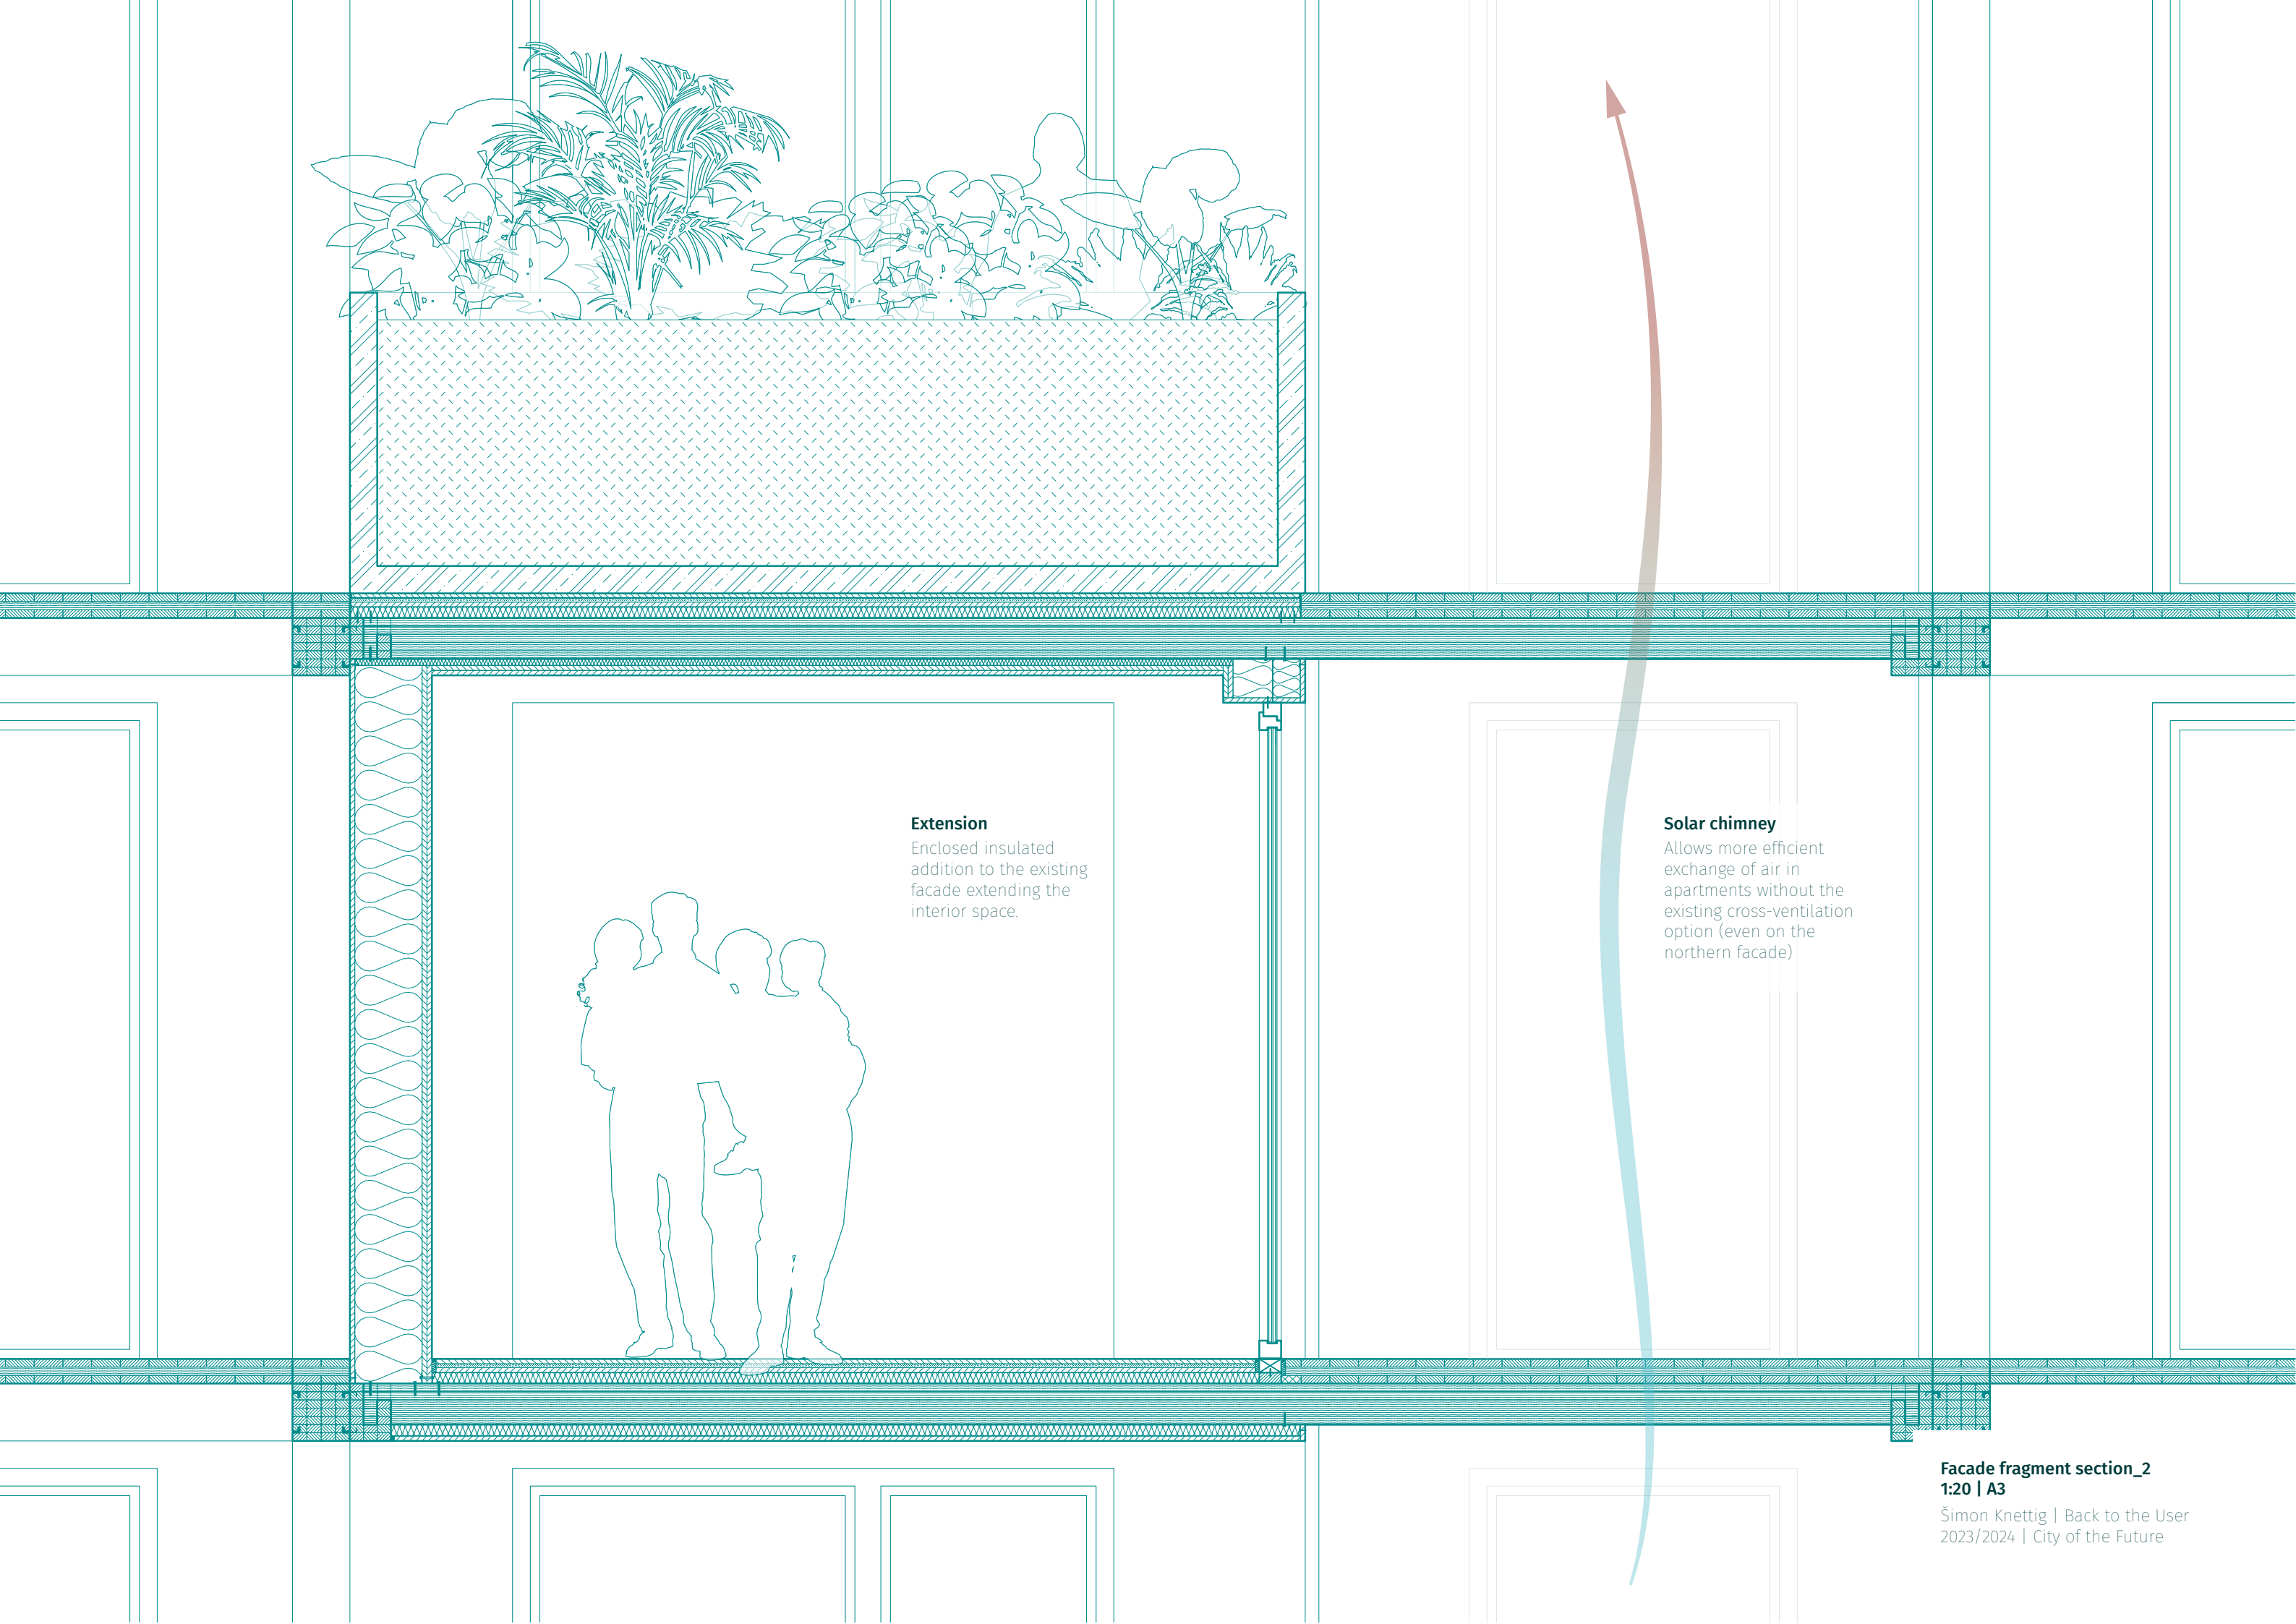 Extension
Enclosed insulated
addition to the existing
facade extending the
interior space.
Solar chimney
Allows more efficient
exchange of air in
apartments without the
existing cross-ventilation
option (even on the
northern facade)
Facade fragment section_2
1:20 | A3
Šimon Knettig | Back to the User
2023/2024 | City of the Future